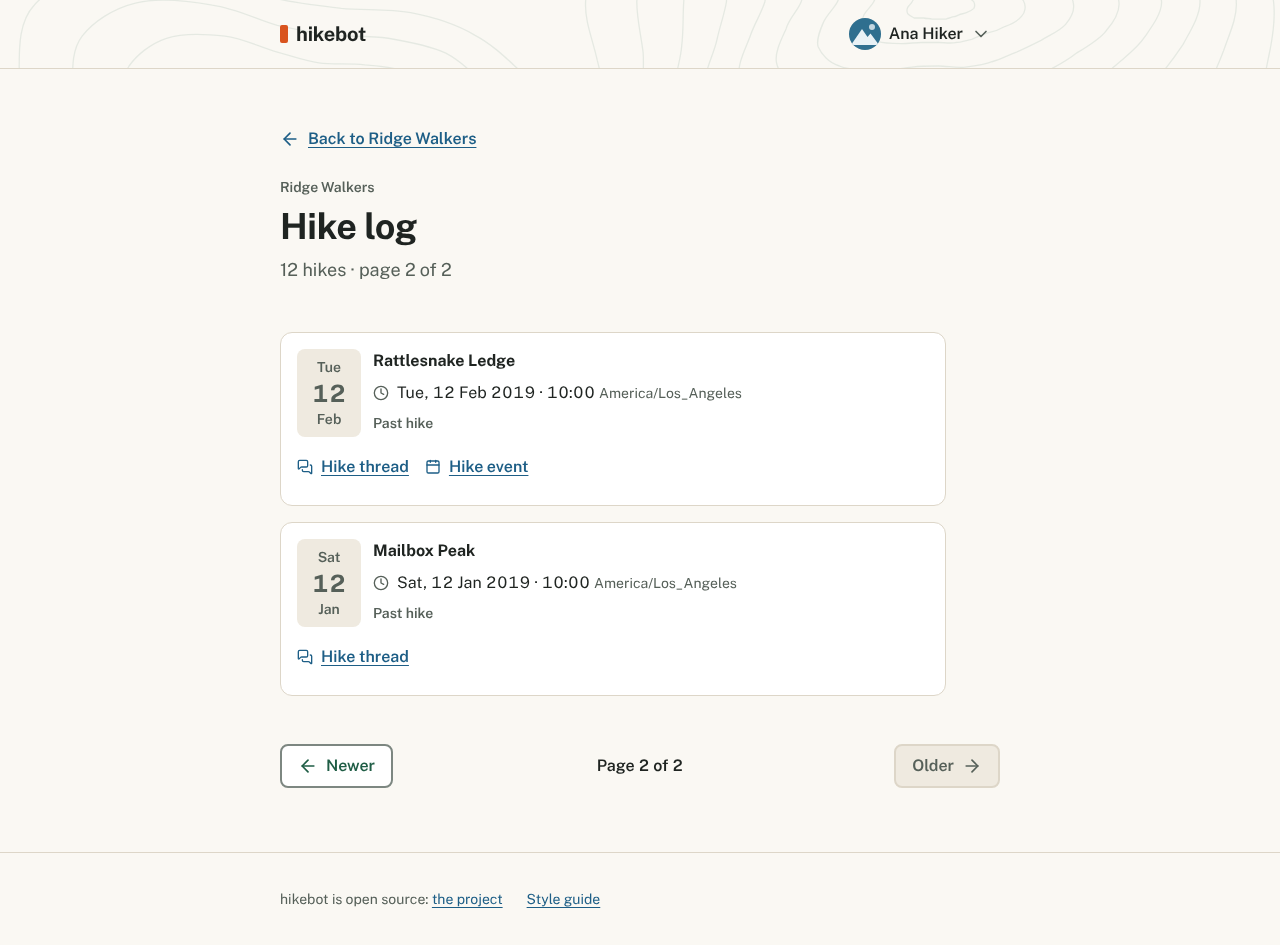 hikebot
Ana Hiker
Back to Ridge Walkers
Ridge Walkers
Hike log
12 hikes · page 2 of 2
Tue
12
Feb
Rattlesnake Ledge
Tue, 12 Feb 2019 · 10:00 America/Los_Angeles
Past hike
Hike thread Hike event
Sat
12
Jan
Mailbox Peak
Sat, 12 Jan 2019 · 10:00 America/Los_Angeles
Past hike
Hike thread
Newer
Page 2 of 2
Older
hikebot is open source: the project Style guide